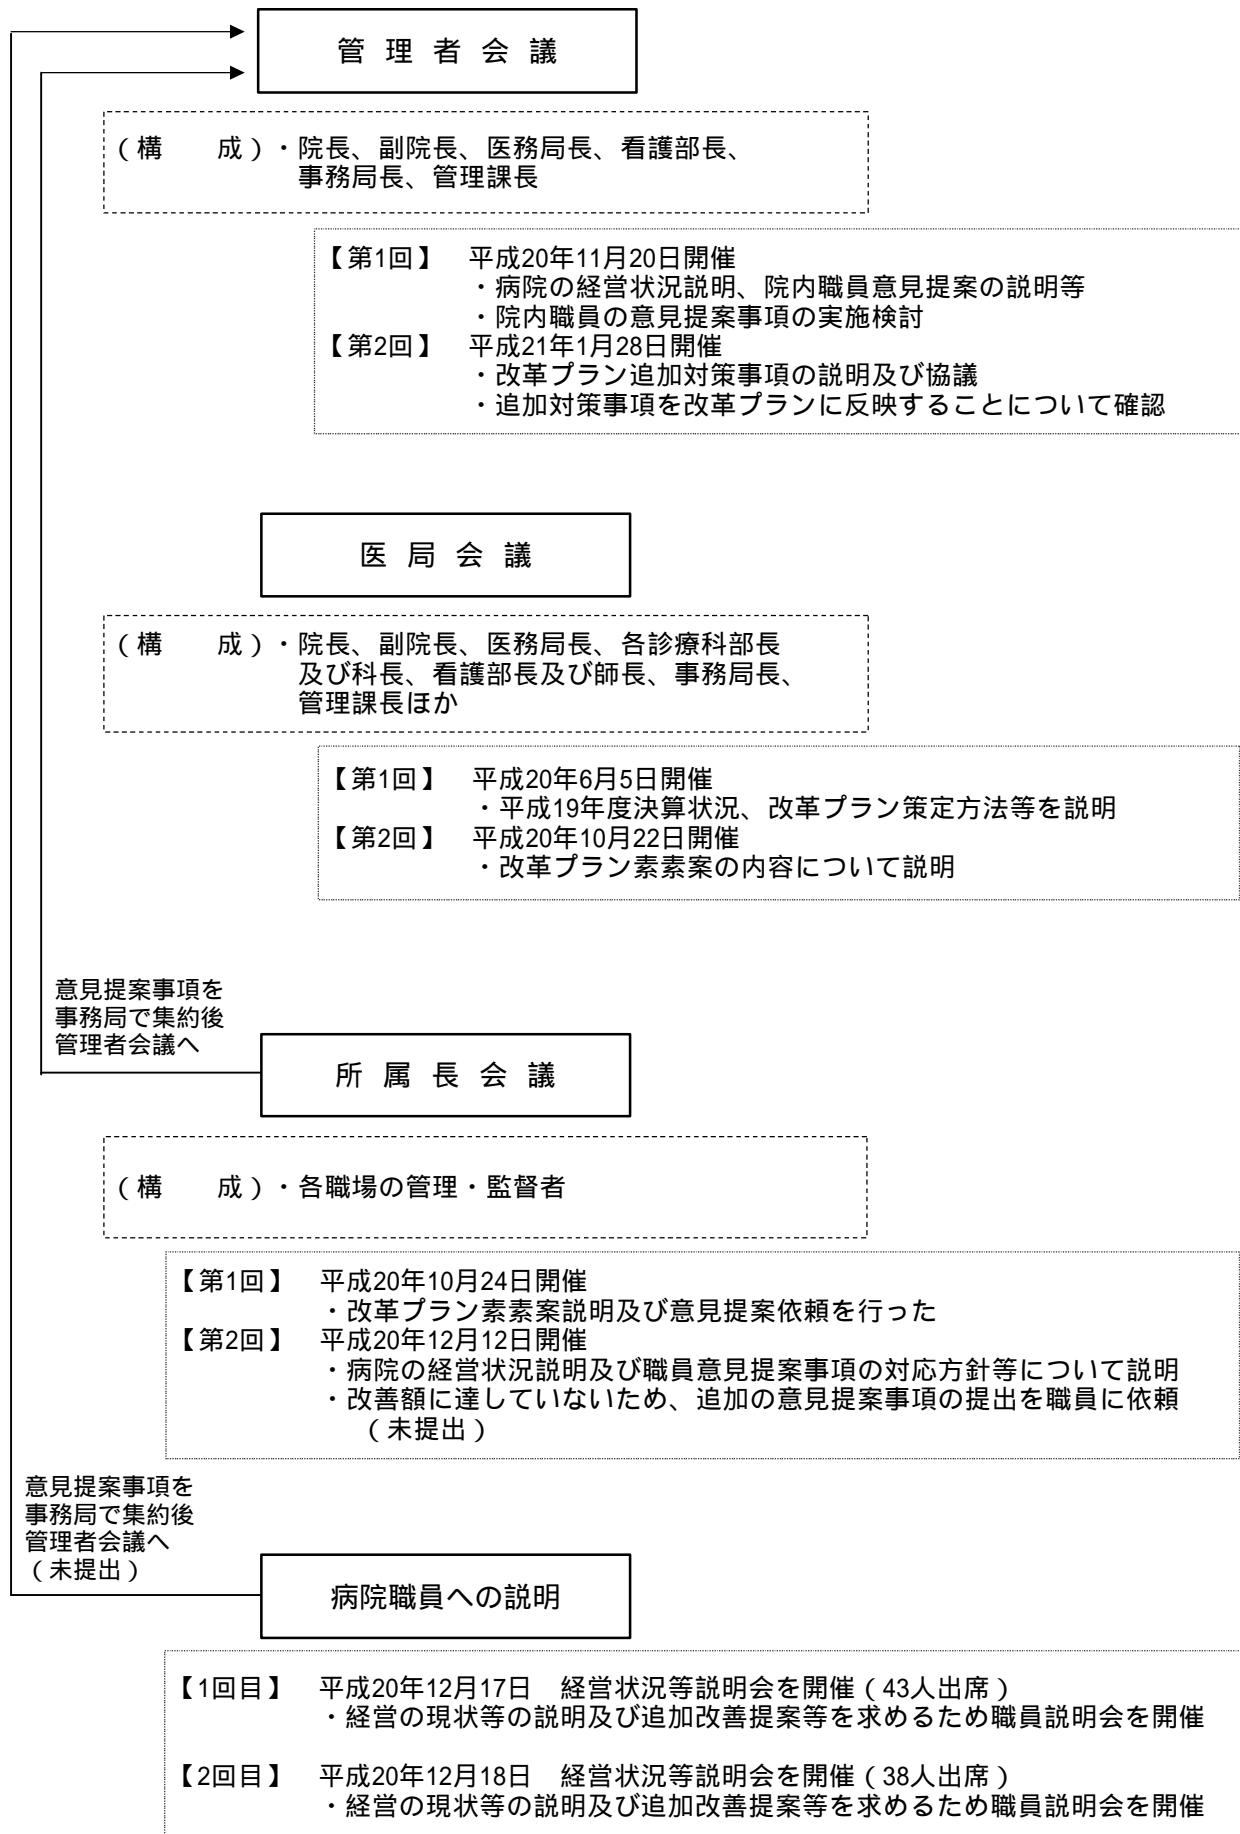 管 理 者 会 議
（構　　成）・院長、副院長、医務局長、看護部長、
事務局長、管理課長
【第1回】　平成20年11月20日開催
・病院の経営状況説明、院内職員意見提案の説明等
・院内職員の意見提案事項の実施検討
【第2回】　平成21年1月28日開催
・改革プラン追加対策事項の説明及び協議
・追加対策事項を改革プランに反映することについて確認
医 局 会 議
（構　　成）・院長、副院長、医務局長、各診療科部長
及び科長、看護部長及び師長、事務局長、
管理課長ほか
【第1回】　平成20年6月5日開催
・平成19年度決算状況、改革プラン策定方法等を説明
【第2回】　平成20年10月22日開催
・改革プラン素素案の内容について説明
意見提案事項を
事務局で集約後
管理者会議へ
所 属 長 会 議
（構　　成）・各職場の管理・監督者
【第1回】　平成20年10月24日開催
・改革プラン素素案説明及び意見提案依頼を行った
【第2回】　平成20年12月12日開催
・病院の経営状況説明及び職員意見提案事項の対応方針等について説明
・改善額に達していないため、追加の意見提案事項の提出を職員に依頼
（未提出）
意見提案事項を
事務局で集約後
管理者会議へ
（未提出）
病院職員への説明
【1回目】　平成20年12月17日　経営状況等説明会を開催（43人出席）
・経営の現状等の説明及び追加改善提案等を求めるため職員説明会を開催
【2回目】　平成20年12月18日　経営状況等説明会を開催（38人出席）
・経営の現状等の説明及び追加改善提案等を求めるため職員説明会を開催